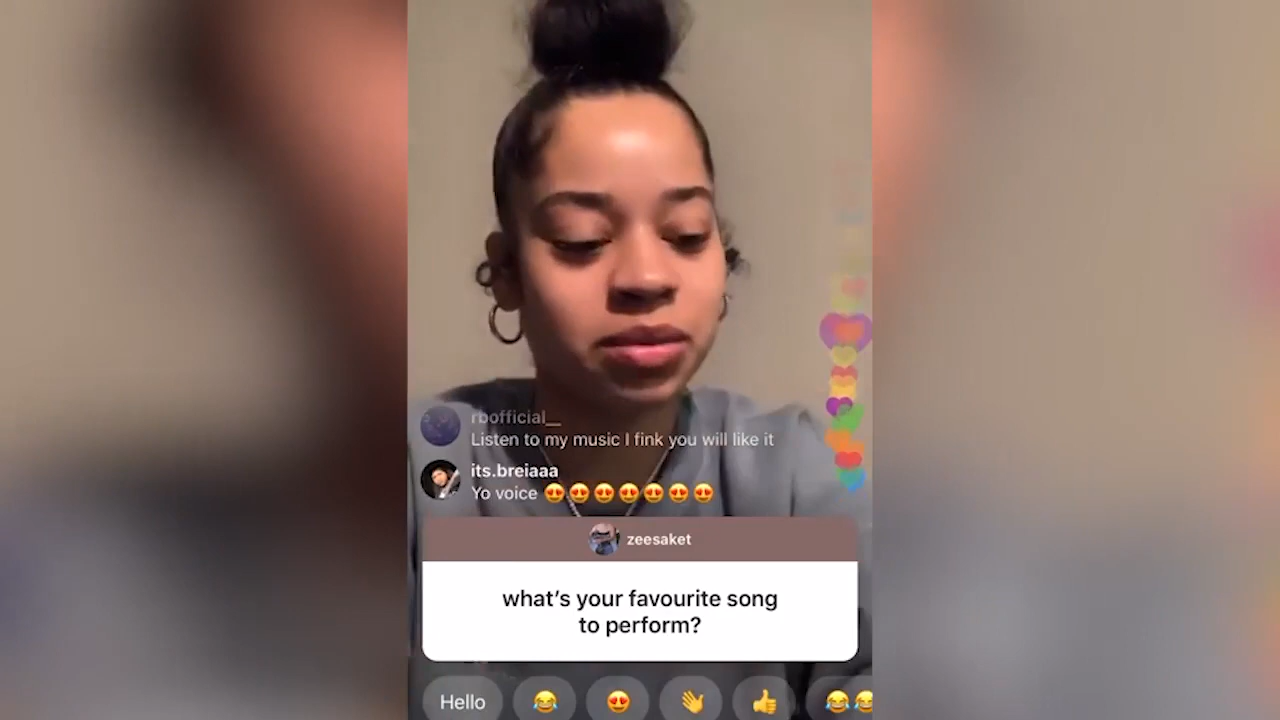 rbofficial__
Listen to my music I fink you will like it
its.breiaaa
Yo voice 😍😍😍😍😍😍😍
zeesaket
what's your favourite song
to perform?
Hello 😂 😍 👋 👍 😂😂